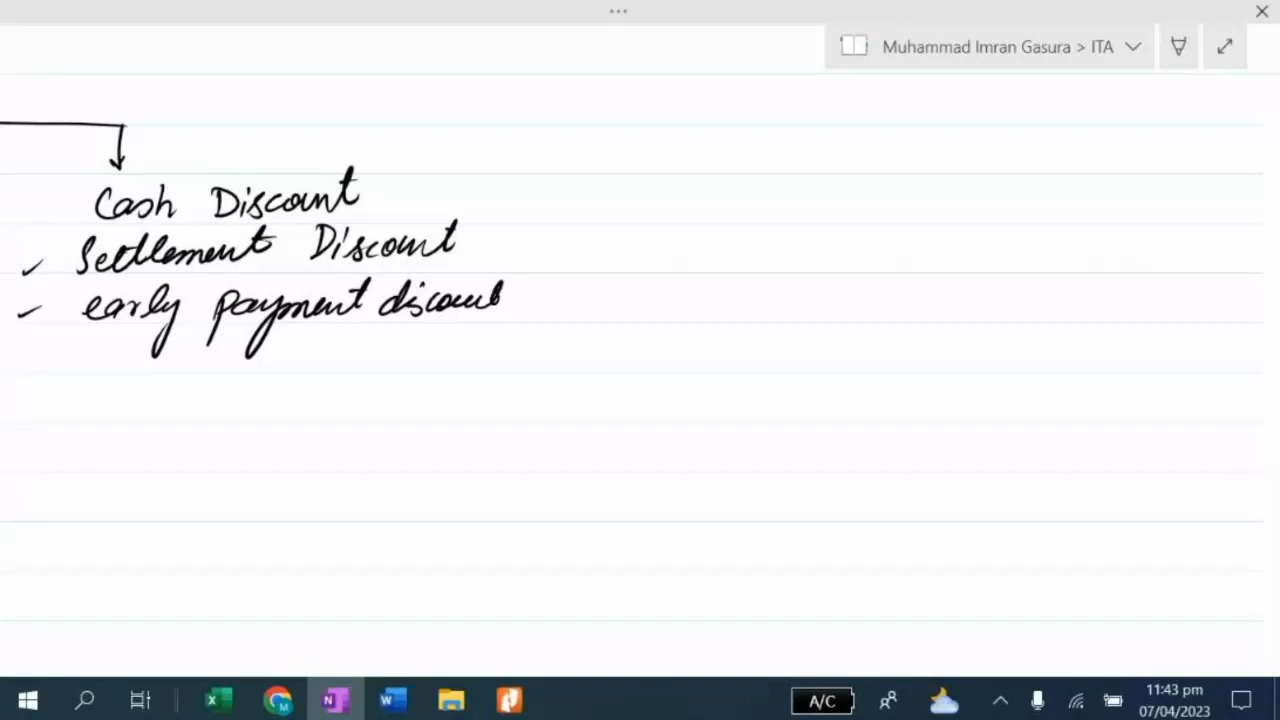 Muhammad Imran Gasura > ITA
Cash Discount
Settlement Discount
early payment discount
A/C
11:43 pm
07/04/2023